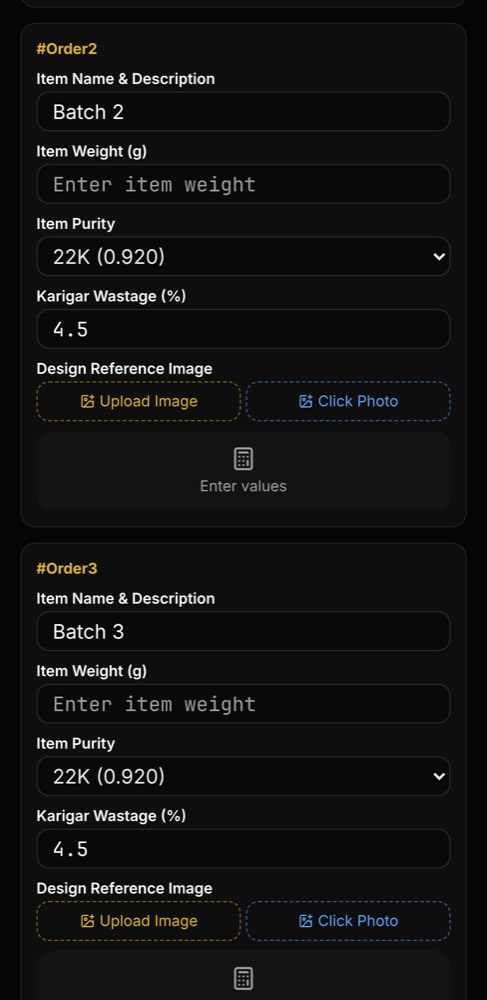 #Order2
Item Name & Description
Batch 2
Item Weight (g)
Enter item weight
Item Purity
22K (0.920)
Karigar Wastage (%)
4.5
Design Reference Image
Upload Image
Click Photo
Enter values
#Order3
Item Name & Description
Batch 3
Item Weight (g)
Enter item weight
Item Purity
22K (0.920)
Karigar Wastage (%)
4.5
Design Reference Image
Upload Image
Click Photo